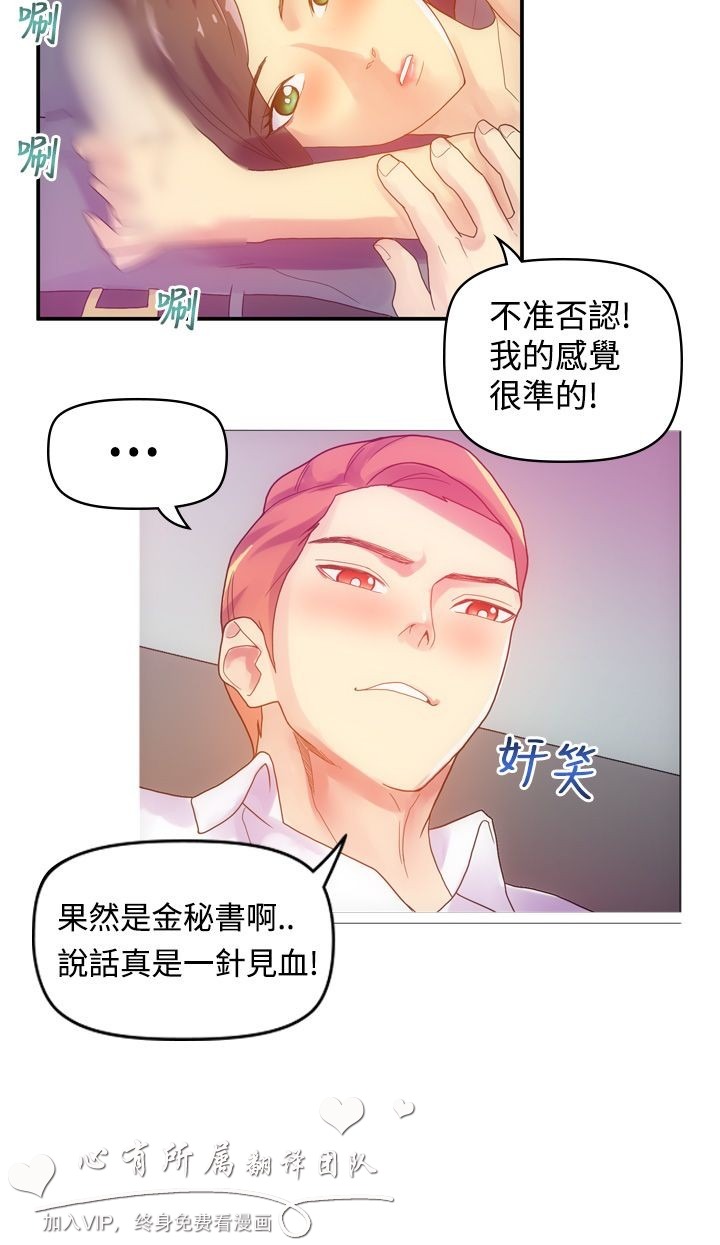 唰
唰
唰
不准否認!
我的感覺
很準的!
•••
奸笑
果然是金秘書啊..
說話真是一針見血!
心有所属翻译团队
加入VIP，终身免费看漫画